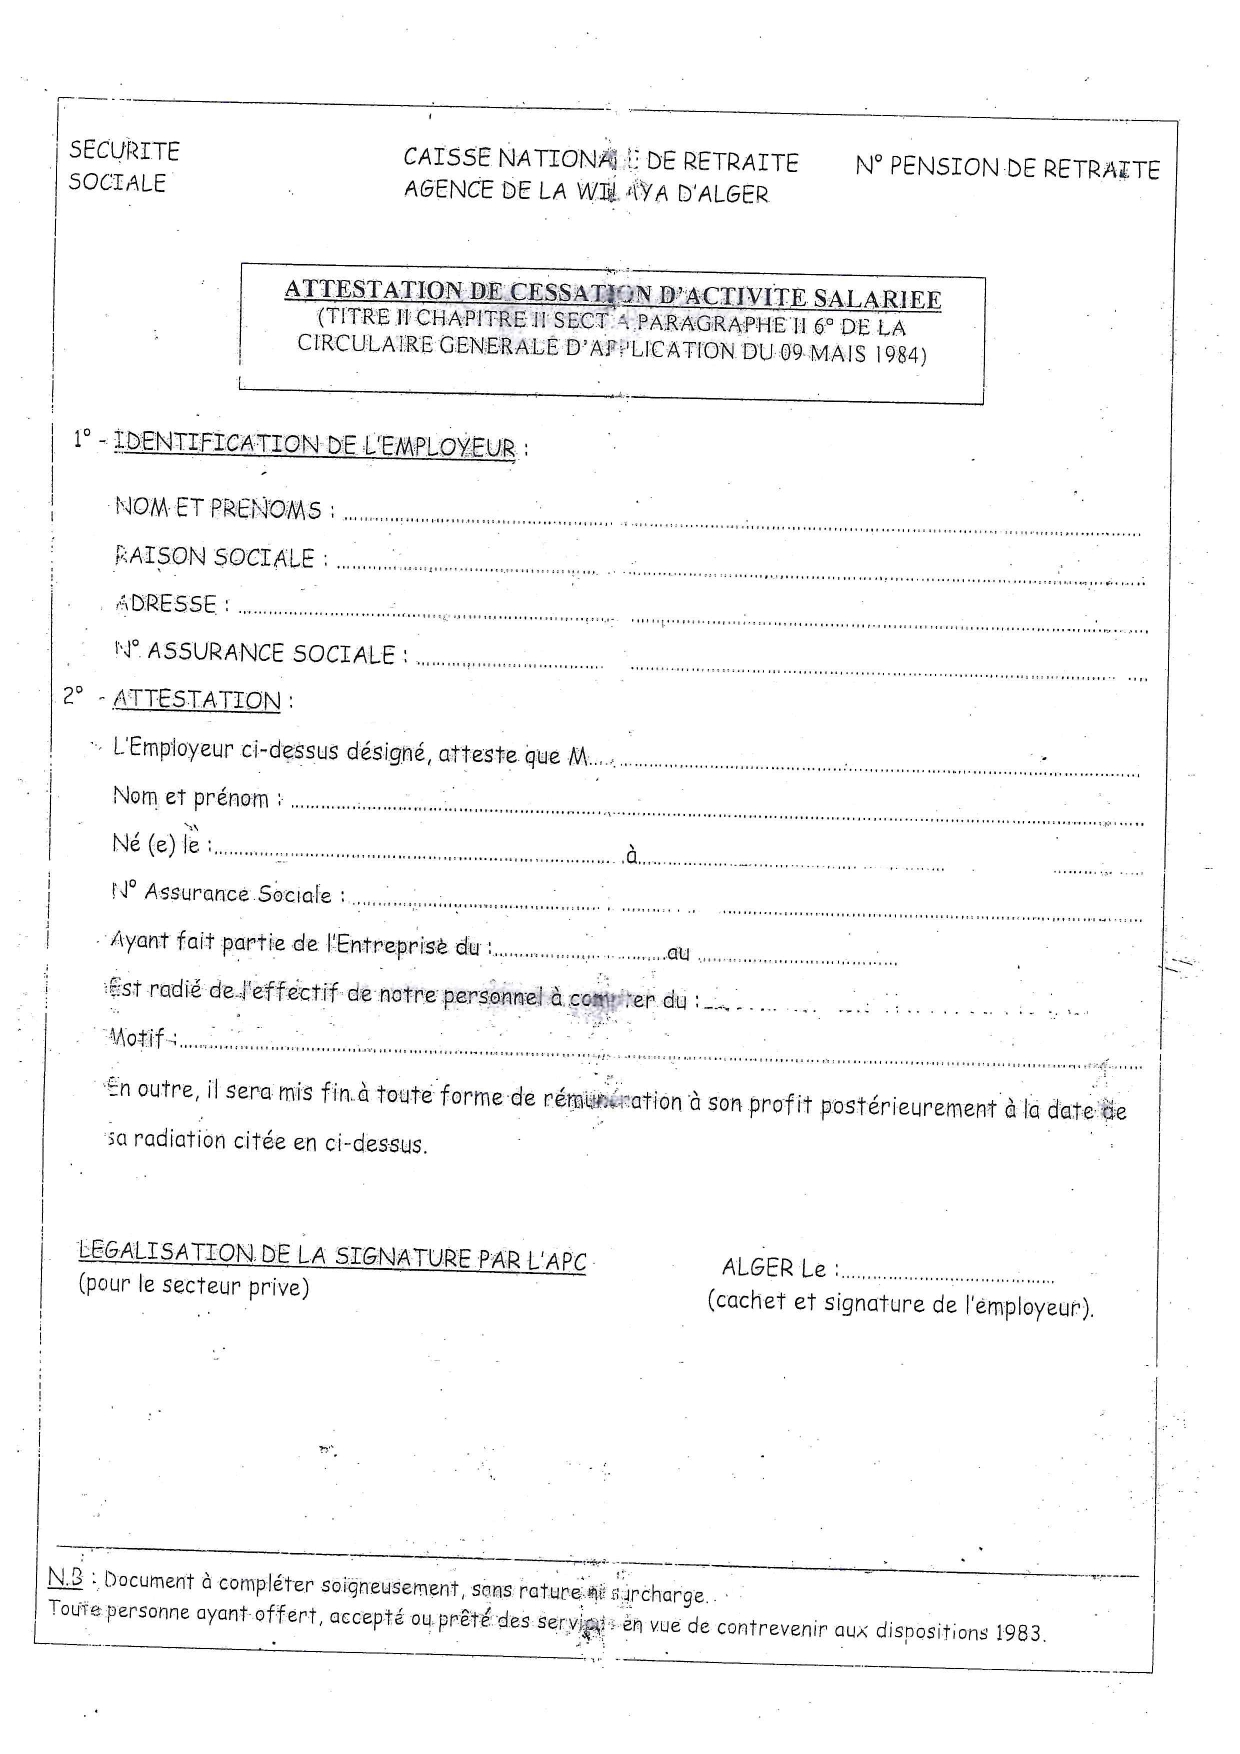 SECURITE SOCIALE
CAISSE NATIONALE DE RETRAITE
AGENCE DE LA WILAYA D'ALGER
N° PENSION DE RETRAITE
ATTESTATION DE CESSATION D'ACTIVITE SALARIEE
(TITRE II CHAPITRE II SECT A PARAGRAPHE II 6° DE LA
CIRCULAIRE GENERALE D'APPLICATION DU 09 MAIS 1984)
1° - IDENTIFICATION DE L'EMPLOYEUR :
NOM ET PRENOMS :
RAISON SOCIALE :
ADRESSE :
N° ASSURANCE SOCIALE :
2° - ATTESTATION :
L'Employeur ci-dessus désigné, atteste que M.
Nom et prénom :
Né (e) le : à
N° Assurance Sociale :
Ayant fait partie de l'Entreprise du : au
Est radié de l'effectif de notre personnel à compter du :
Motif :
En outre, il sera mis fin à toute forme de rémunération à son profit postérieurement à la date de
sa radiation citée en ci-dessus.
LEGALISATION DE LA SIGNATURE PAR L'APC
(pour le secteur prive)
ALGER Le :
(cachet et signature de l'employeur).
N.B : Document à compléter soigneusement, sans rature ni surcharge.
Toute personne ayant offert, accepté ou prêté des services en vue de contrevenir aux dispositions 1983.